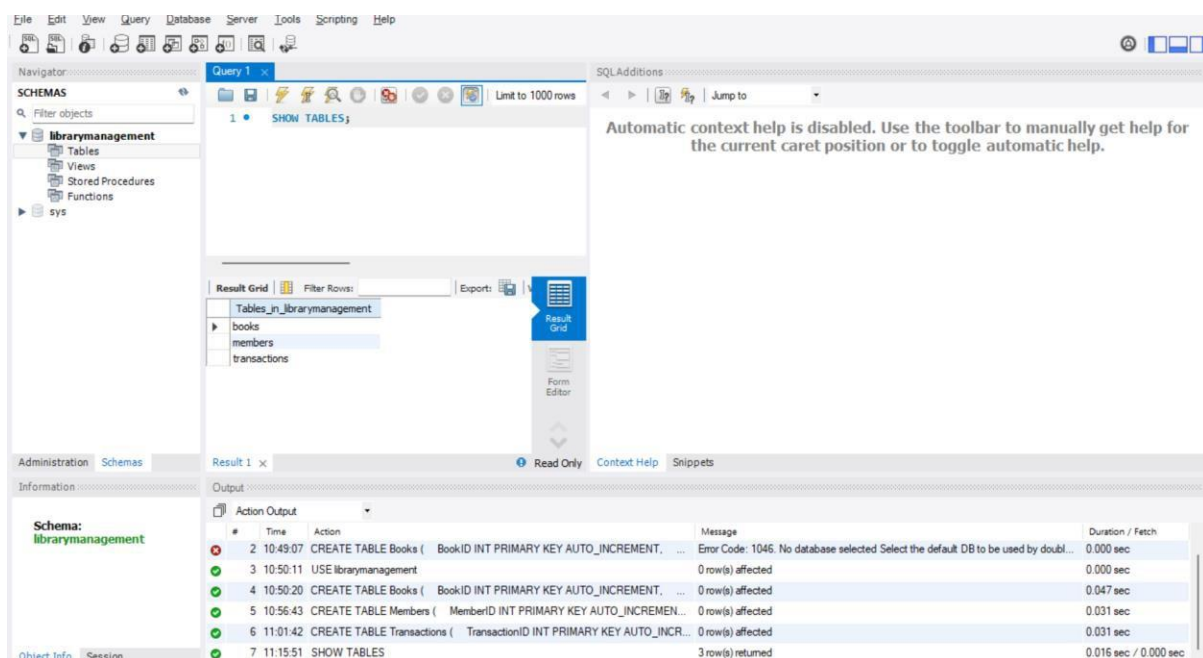 File Edit View Query Database Server Tools Scripting Help
Navigator
SCHEMAS
Filter objects
librarymanagement
Tables
Views
Stored Procedures
Functions
sys
Administration Schemas
Information
Schema:
librarymanagement
Object Info Session
Query 1
Limit to 1000 rows
1 SHOW TABLES;
Result Grid Filter Rows: Export:
Tables_in_librarymanagement
books
members
transactions
Result
Grid
Form
Editor
Result 1 Read Only
SQLAdditions
Jump to
Automatic context help is disabled. Use the toolbar to manually get help for
the current caret position or to toggle automatic help.
Context Help Snippets
Output
Action Output
# Time Action Message Duration / Fetch
2 10:49:07 CREATE TABLE Books ( BookID INT PRIMARY KEY AUTO_INCREMENT, ... Error Code: 1046. No database selected Select the default DB to be used by doubl... 0.000 sec
3 10:50:11 USE librarymanagement 0 row(s) affected 0.000 sec
4 10:50:20 CREATE TABLE Books ( BookID INT PRIMARY KEY AUTO_INCREMENT, ... 0 row(s) affected 0.047 sec
5 10:56:43 CREATE TABLE Members ( MemberID INT PRIMARY KEY AUTO_INCREMEN... 0 row(s) affected 0.031 sec
6 11:01:42 CREATE TABLE Transactions ( TransactionID INT PRIMARY KEY AUTO_INCR... 0 row(s) affected 0.031 sec
7 11:15:51 SHOW TABLES 3 row(s) returned 0.016 sec / 0.000 sec